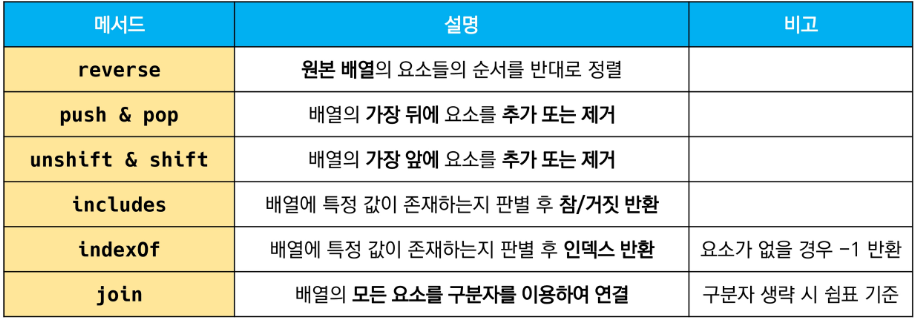 메서드 설명 비고
reverse 원본 배열의 요소들의 순서를 반대로 정렬
push & pop 배열의 가장 뒤에 요소를 추가 또는 제거
unshift & shift 배열의 가장 앞에 요소를 추가 또는 제거
includes 배열에 특정 값이 존재하는지 판별 후 참/거짓 반환
indexOf 배열에 특정 값이 존재하는지 판별 후 인덱스 반환 요소가 없을 경우 -1 반환
join 배열의 모든 요소를 구분자를 이용하여 연결 구분자 생략 시 쉼표 기준